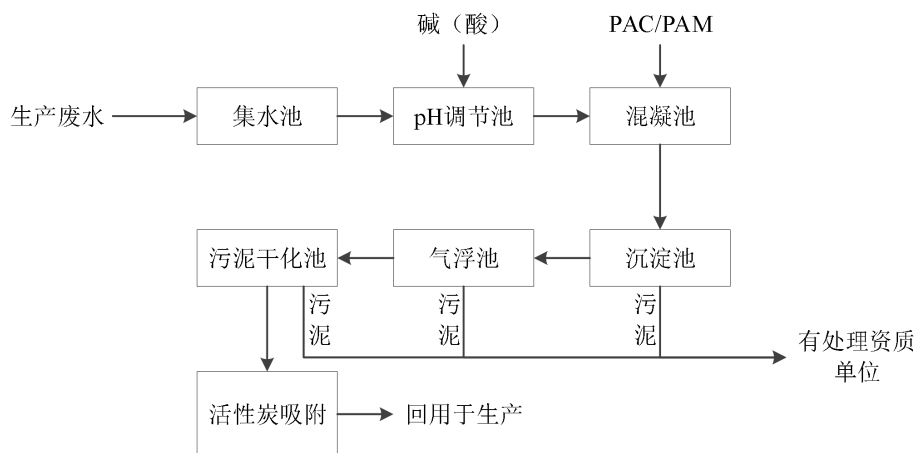 碱（酸）
PAC/PAM
生产废水
集水池
pH调节池
混凝池
污泥干化池
气浮池
沉淀池
污泥
污泥
污泥
有处理资质
单位
活性炭吸附
回用于生产